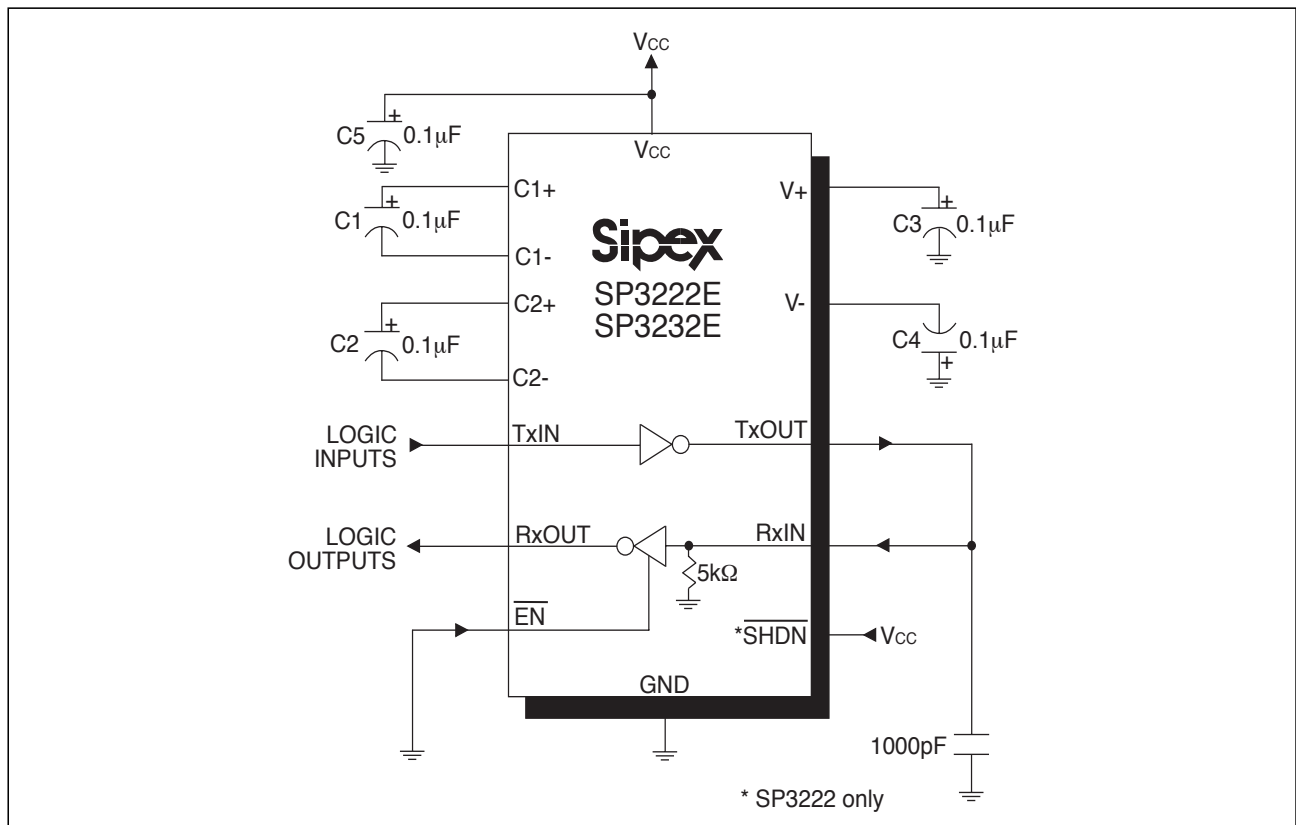 VCC
C5
+
0.1µF
VCC
C1+
C1
+
0.1µF
C1-
C2+
C2
+
0.1µF
C2-
Sipex
SP3222E
SP3232E
V+
C3
+
0.1µF
V-
C4
0.1µF
+
LOGIC
INPUTS
TxIN
TxOUT
LOGIC
OUTPUTS
RxOUT
RxIN
5kΩ
EN
*SHDN
VCC
GND
1000pF
* SP3222 only